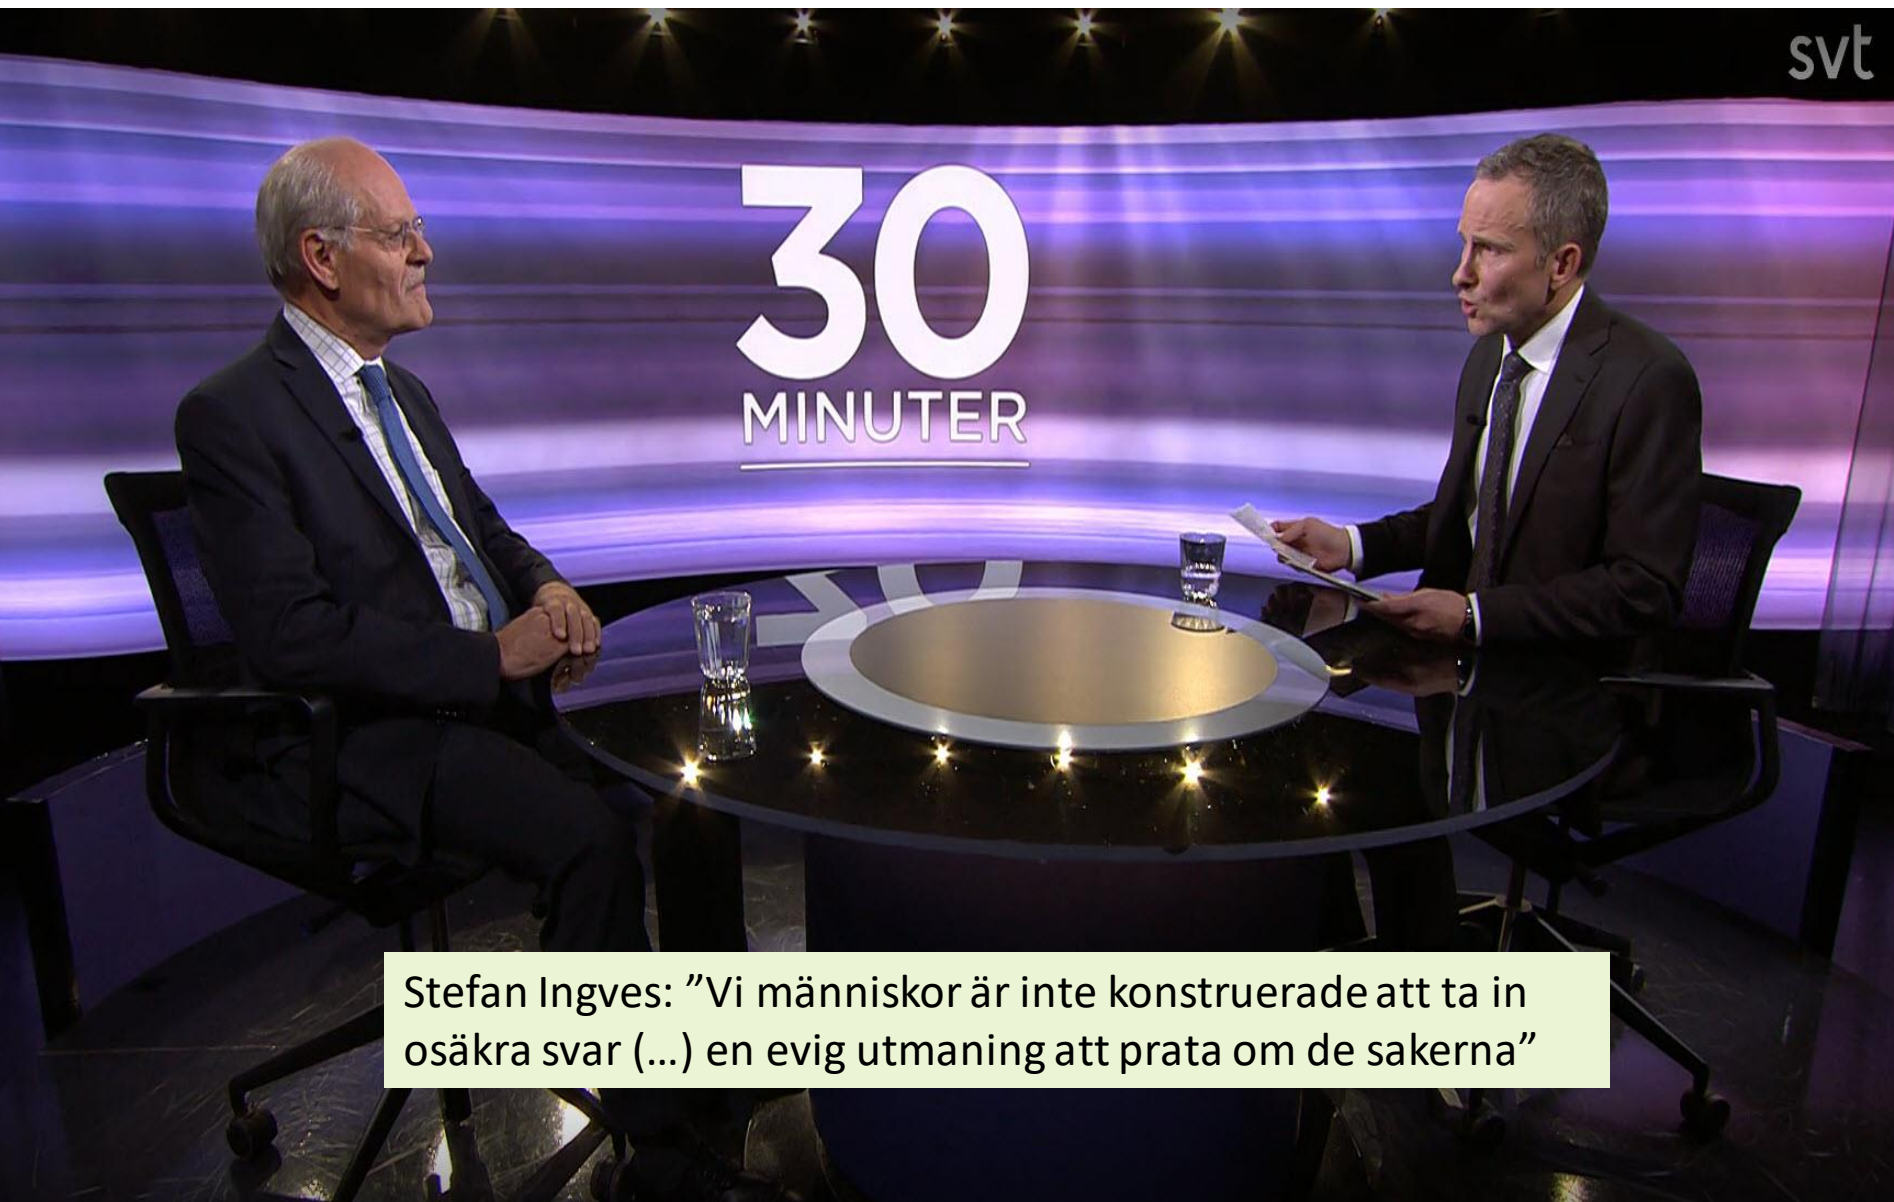 svt
30
MINUTER
Stefan Ingves: ”Vi människor är inte konstruerade att ta in
osäkra svar (…) en evig utmaning att prata om de sakerna”